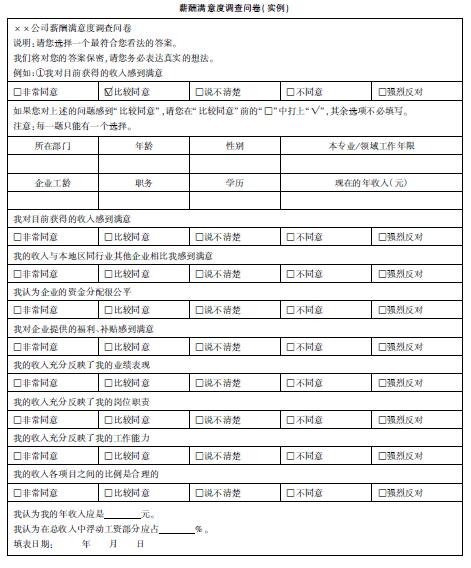 薪酬满意度调查问卷(实例)
××公司薪酬满意度调查问卷
说明:请您选择一个最符合您看法的答案。
我们将对您的答案保密,请您务必表达真实的想法。
例如:①我对目前获得的收入感到满意
□非常同意 ☑比较同意 □说不清楚 □不同意 □强烈反对
如果您对上述的问题感到“比较同意”,请您在“比较同意”前的“□”中打上“√”,其余选项不必填写。
注意:每一题只能有一个选择。
所在部门 年龄 性别 本专业/领域工作年限
企业工龄 职务 学历 现在的年收入(元)
我对目前获得的收入感到满意
□非常同意 □比较同意 □说不清楚 □不同意 □强烈反对
我的收入与本地区同行业其他企业相比我感到满意
□非常同意 □比较同意 □说不清楚 □不同意 □强烈反对
我认为企业的资金分配很公平
□非常同意 □比较同意 □说不清楚 □不同意 □强烈反对
我对企业提供的福利、补贴感到满意
□非常同意 □比较同意 □说不清楚 □不同意 □强烈反对
我的收入充分反映了我的业绩表现
□非常同意 □比较同意 □说不清楚 □不同意 □强烈反对
我的收入充分反映了我的岗位职责
□非常同意 □比较同意 □说不清楚 □不同意 □强烈反对
我的收入充分反映了我的工作能力
□非常同意 □比较同意 □说不清楚 □不同意 □强烈反对
我的收入各项目之间的比例是合理的
□非常同意 □比较同意 □说不清楚 □不同意 □强烈反对
我认为我的年收入应是______元。
我认为在总收入中浮动工资部分应占______%。
填表日期: 年 月 日